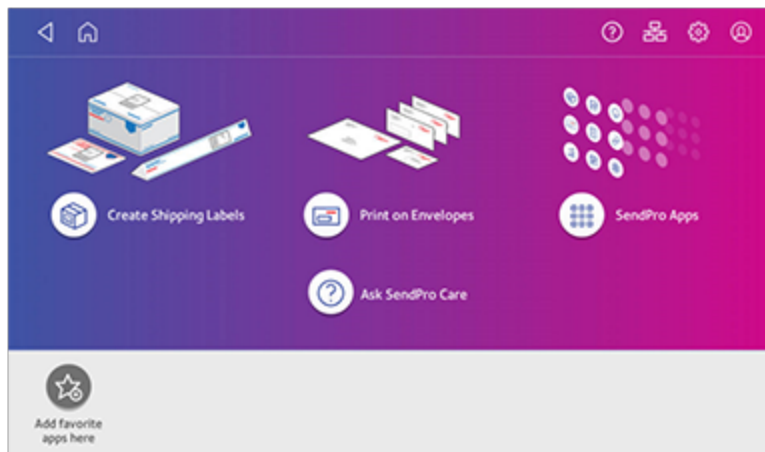 Create Shipping Labels
Print on Envelopes
SendPro Apps
Ask SendPro Care
Add favorite
apps here